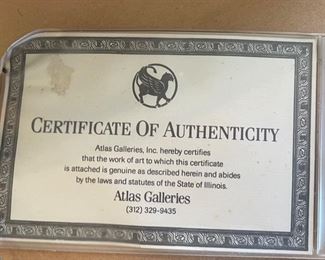 CERTIFICATE OF AUTHENTICITY
Atlas Galleries, Inc. hereby certifies
that the work of art to which this certificate
is attached is genuine as described herein and abides
by the laws and statutes of the State of Illinois.
Atlas Galleries
(312) 329-9435